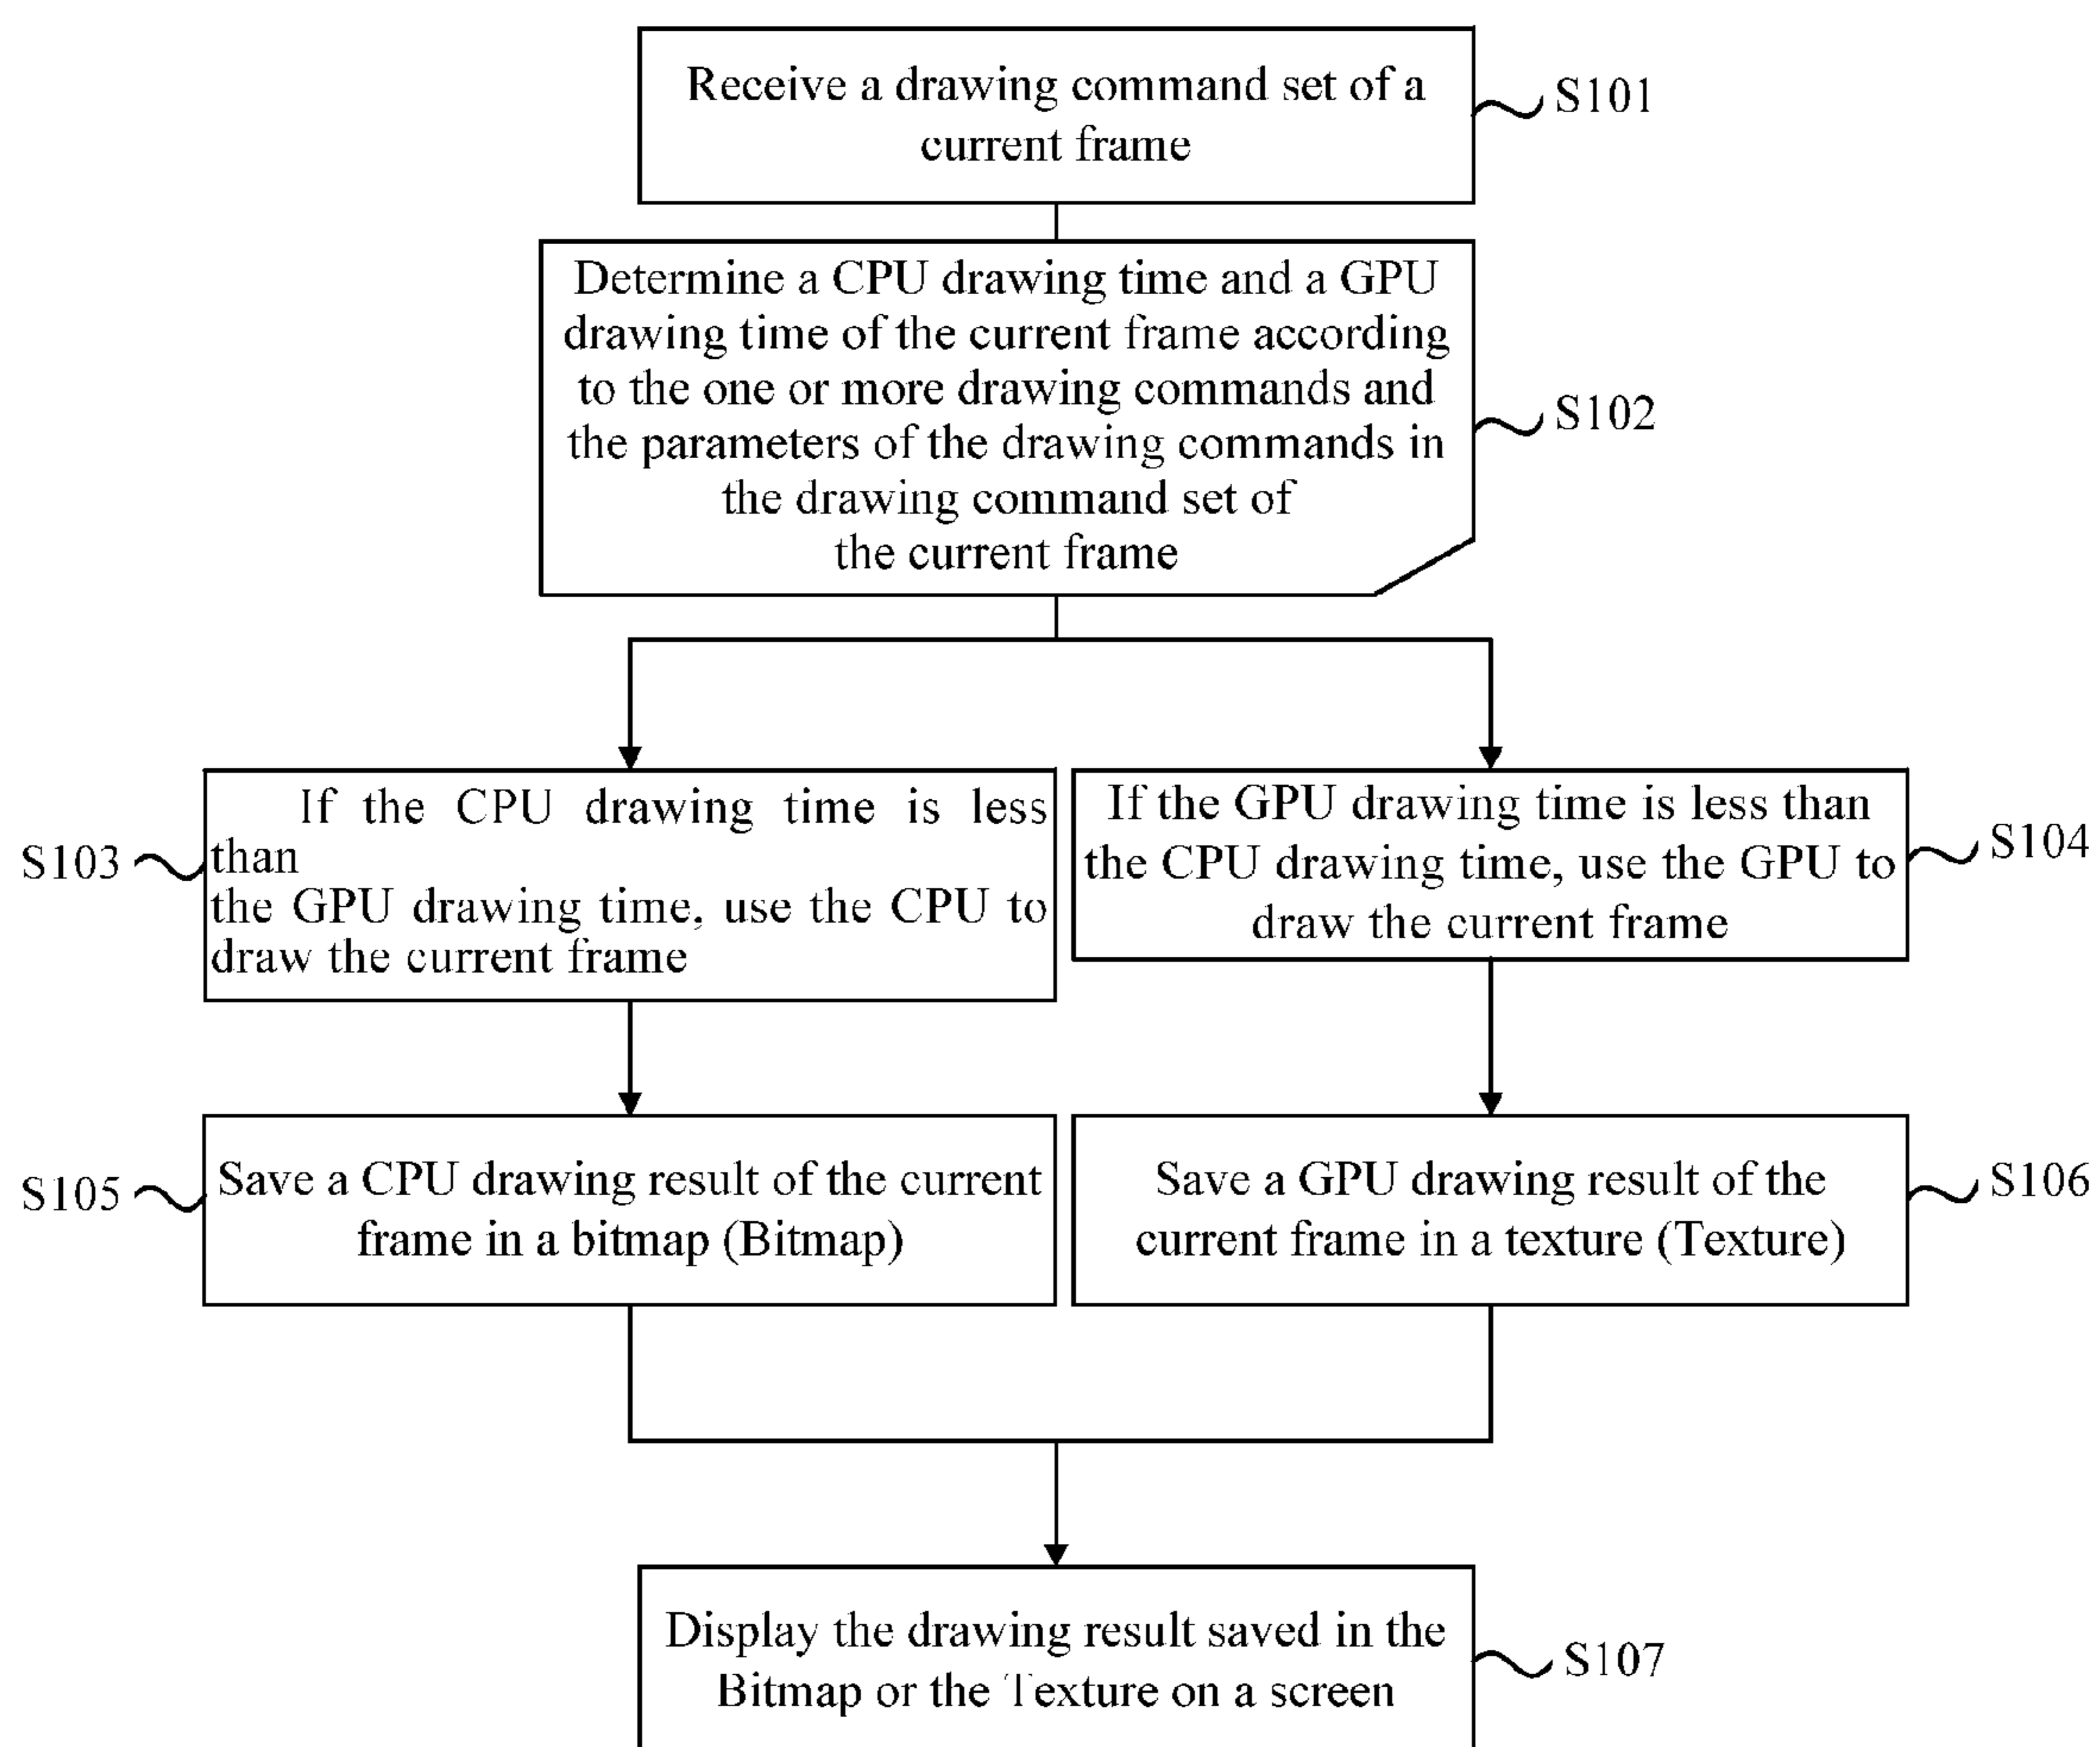 Receive a drawing command set of a
current frame
S101
Determine a CPU drawing time and a GPU
drawing time of the current frame according
to the one or more drawing commands and
the parameters of the drawing commands in
the drawing command set of
the current frame
S102
If the CPU drawing time is less
than
the GPU drawing time, use the CPU to
draw the current frame
S103
If the GPU drawing time is less than
the CPU drawing time, use the GPU to
draw the current frame
S104
Save a CPU drawing result of the current
frame in a bitmap (Bitmap)
S105
Save a GPU drawing result of the
current frame in a texture (Texture)
S106
Display the drawing result saved in the
Bitmap or the Texture on a screen
S107